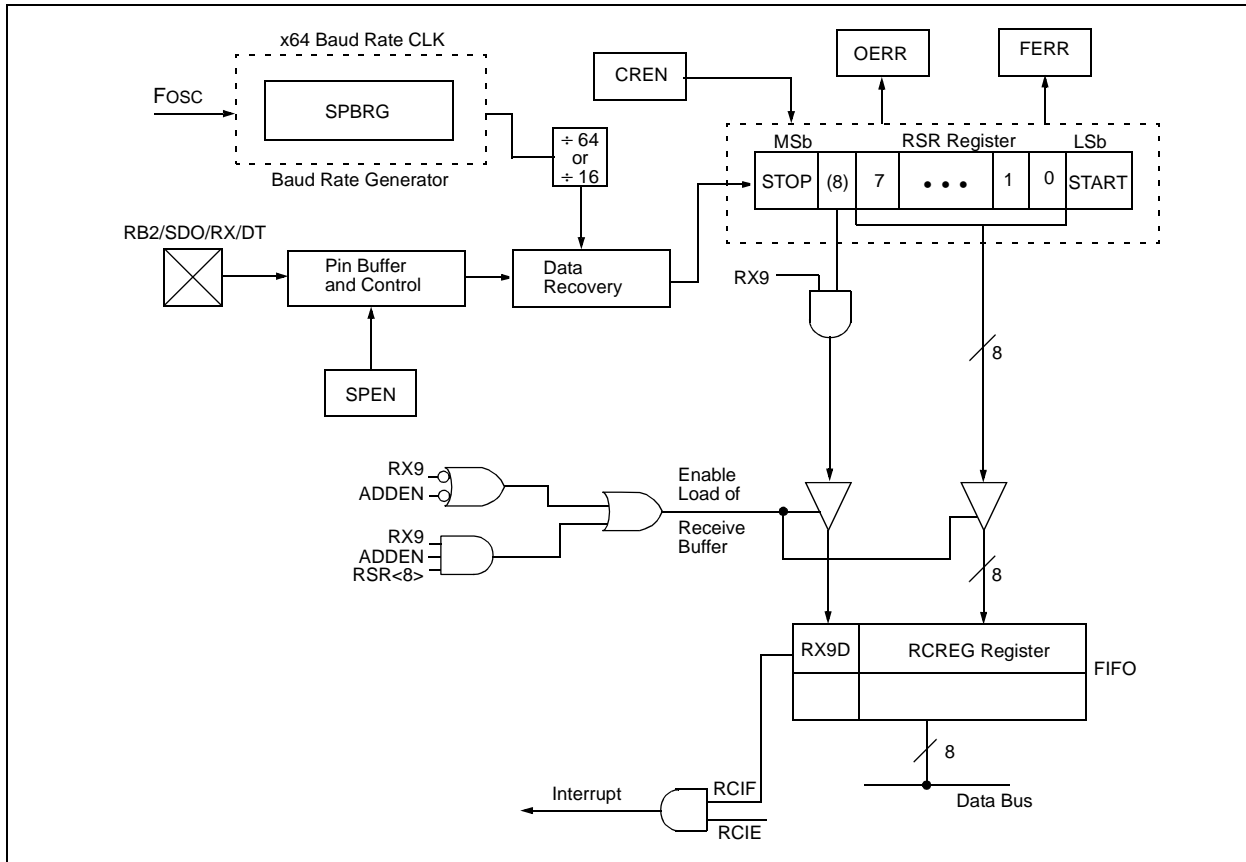 x64 Baud Rate CLK
FOSC
SPBRG
Baud Rate Generator
÷ 64
or
÷ 16
CREN
OERR
FERR
MSb
RSR Register
LSb
STOP
(8)
7
• • •
1
0
START
RB2/SDO/RX/DT
Pin Buffer
and Control
Data
Recovery
SPEN
RX9
8
RX9
ADDEN
RX9
ADDEN
RSR<8>
Enable
Load of
Receive
Buffer
8
RX9D
RCREG Register
FIFO
8
Data Bus
Interrupt
RCIF
RCIE